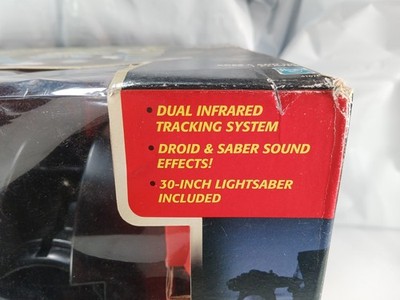 • DUAL INFRARED
TRACKING SYSTEM
• DROID & SABER SOUND
EFFECTS!
• 30-INCH LIGHTSABER
INCLUDED